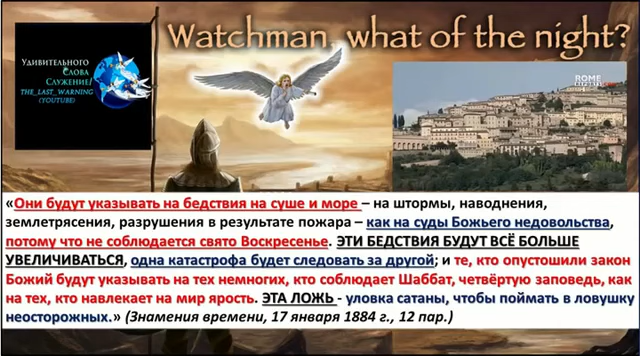 Watchman, what of the night?
Удивительного
Слова
Служение!
THE_LAST_WARNING
(YOUTUBE)
ROME
REPORTS
«Они будут указывать на бедствия на суше и море – на штормы, наводнения,
землетрясения, разрушения в результате пожара – как на суды Божьего недовольства,
потому что не соблюдается свято Воскресенье. ЭТИ БЕДСТВИЯ БУДУТ ВСЁ БОЛЬШЕ
УВЕЛИЧИВАТЬСЯ, одна катастрофа будет следовать за другой; и те, кто опустошили закон
Божий будут указывать на тех немногих, кто соблюдает Шаббат, четвёртую заповедь, как
на тех, кто навлекает на мир ярость. ЭТА ЛОЖЬ - уловка сатаны, чтобы поймать в ловушку
неосторожных.» (Знамения времени, 17 января 1884 г., 12 пар.)